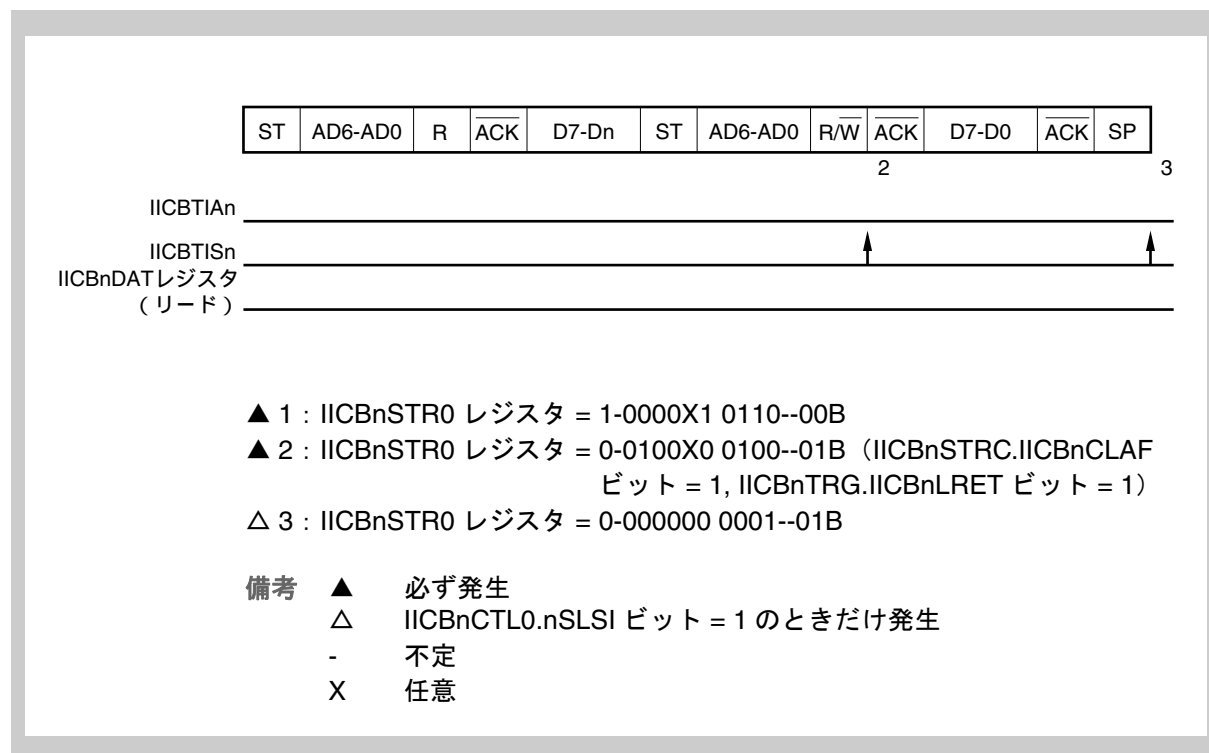 ST AD6-AD0 R ACK D7-Dn ST AD6-AD0 R/W ACK D7-D0 ACK SP
2 3
IICBTIAn
IICBTISn
IICBnDATレジスタ
(リード)
▲ 1：IICBnSTR0 レジスタ = 1-0000X1 0110--00B
▲ 2：IICBnSTR0 レジスタ = 0-0100X0 0100--01B（IICBnSTRC.IICBnCLAF
ビット = 1, IICBnTRG.IICBnLRET ビット = 1）
△ 3：IICBnSTR0 レジスタ = 0-000000 0001--01B
備考 ▲ 必ず発生
△ IICBnCTL0.nSLSI ビット = 1 のときだけ発生
- 不定
X 任意